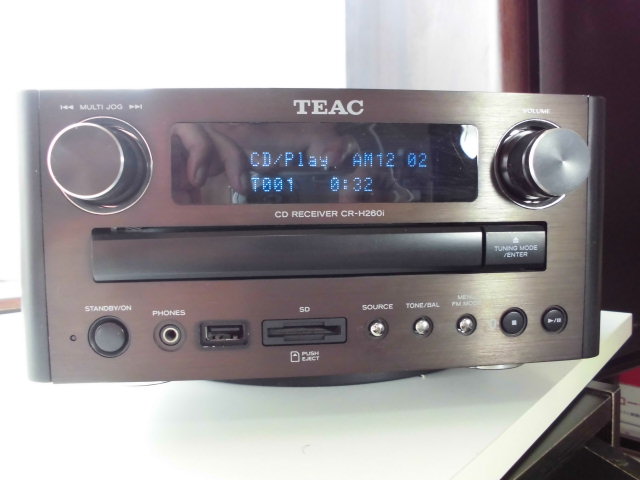 TEAC
MULTI JOG
VOLUME
CD/Play AM12 02
T001 0:32
CD RECEIVER CR-H260i
TUNING MODE
/ENTER
STANDBY/ON
PHONES
SD
SOURCE
TONE/BAL
MENU
FM MODE
PUSH
EJECT